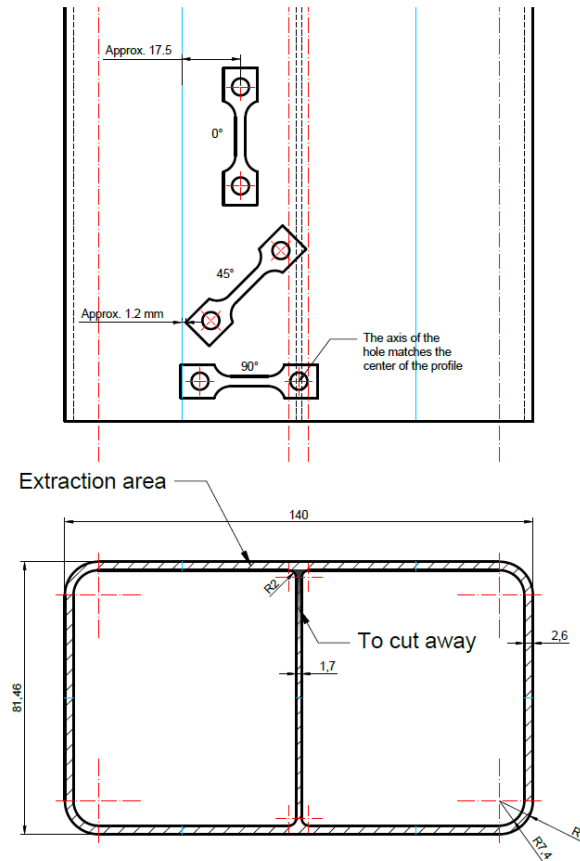 Approx. 17.5
0°
45°
Approx. 1.2 mm
The axis of the
hole matches the
center of the profile
90°
Extraction area
140
R2
To cut away
2,6
1,7
81,46
R7,4